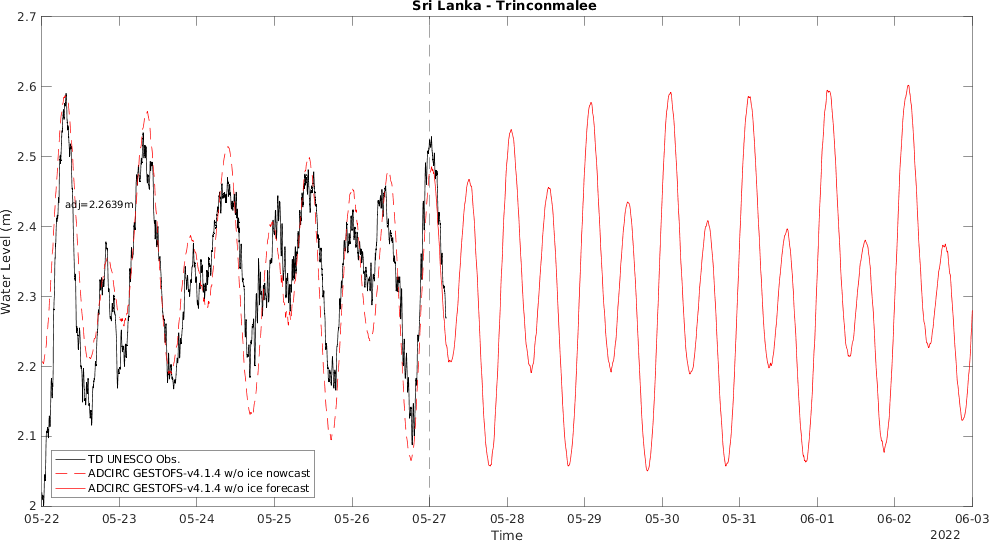 Sri Lanka - Trinconmalee
2.7
2.6
2.5
2.4
2.3
2.2
2.1
2
Water Level (m)
adj=2.2639m
TD UNESCO Obs.
ADCIRC GESTOFS-v4.1.4 w/o ice nowcast
ADCIRC GESTOFS-v4.1.4 w/o ice forecast
05-22 05-23 05-24 05-25 05-26 05-27 05-28 05-29 05-30 05-31 06-01 06-02 06-03
Time
2022